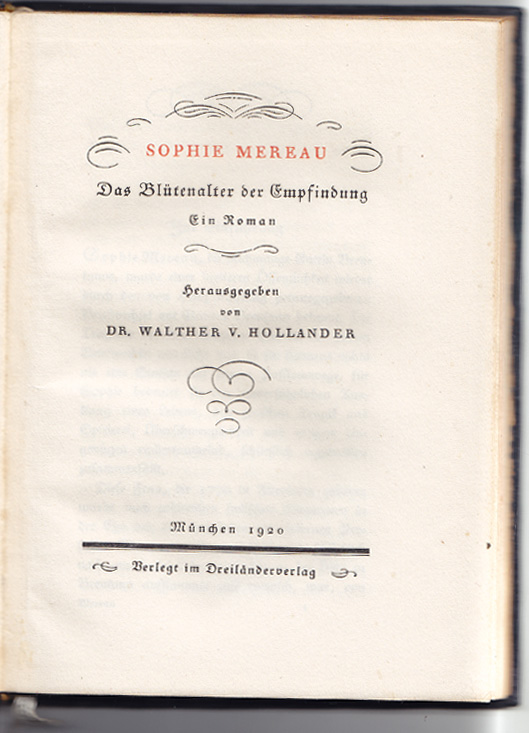 SOPHIE MEREAU
Das Blütenalter der Empfindung
Ein Roman
Herausgegeben
von
DR. WALTHER V. HOLLANDER
München 1920
Verlegt im Dreiländerverlag